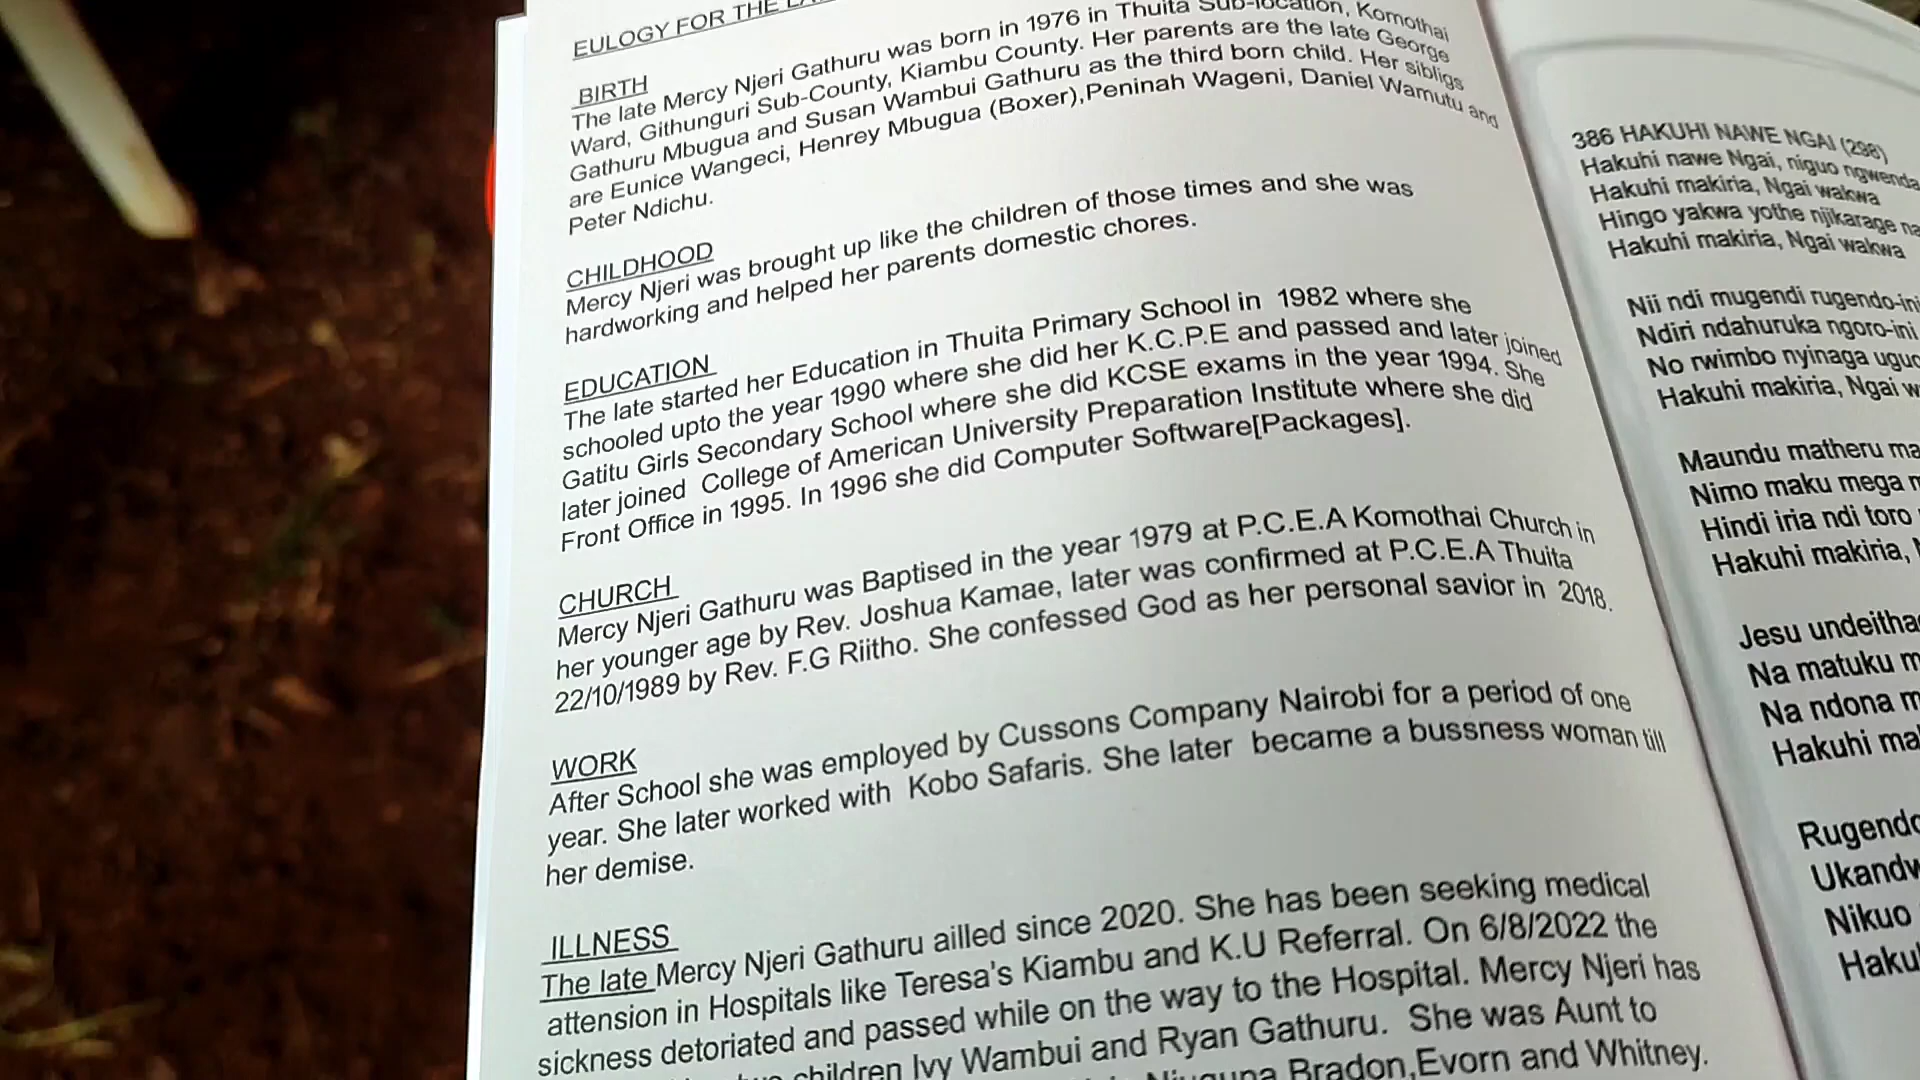 EULOGY FOR THE
BIRTH
The late Mercy Njeri Gathuru was born in 1976 in Thuita Sub-location, Komothai
Ward, Githunguri Sub-County, Kiambu County. Her parents are the late George
Gathuru Mbugua and Susan Wambui Gathuru as the third born child. Her sibligs
are Eunice Wangeci, Henrey Mbugua (Boxer),Peninah Wageni, Daniel Wamutu and
Peter Ndichu.
CHILDHOOD
Mercy Njeri was brought up like the children of those times and she was
hardworking and helped her parents domestic chores.
EDUCATION
The late started her Education in Thuita Primary School in 1982 where she
schooled upto the year 1990 where she did her K.C.P.E and passed and later joined
Gatitu Girls Secondary School where she did KCSE exams in the year 1994. She
later joined College of American University Preparation Institute where she did
Front Office in 1995. In 1996 she did Computer Software[Packages].
CHURCH
Mercy Njeri Gathuru was Baptised in the year 1979 at P.C.E.A Komothai Church in
her younger age by Rev. Joshua Kamae, later was confirmed at P.C.E.A Thuita
22/10/1989 by Rev. F.G Riitho. She confessed God as her personal savior in 2018.
WORK
After School she was employed by Cussons Company Nairobi for a period of one
year. She later worked with Kobo Safaris. She later became a bussness woman till
her demise.
ILLNESS
The late Mercy Njeri Gathuru ailled since 2020. She has been seeking medical
attension in Hospitals like Teresa's Kiambu and K.U Referral. On 6/8/2022 the
sickness detoriated and passed while on the way to the Hospital. Mercy Njeri has
children Ivy Wambui and Ryan Gathuru. She was Aunt to
Bradon,Evorn and Whitney.
386 HAKUHI NAWE NGAI (298)
Hakuhi nawe Ngai, niguo ngwenda
Hakuhi makiria, Ngai wakwa
Hingo yakwa yothe njikarage
Hakuhi makiria, Ngai wakwa
Nii ndi mugendi rugendo-ini
Ndiri ndahuruka ngoro-ini
No rwimbo nyinaga
Hakuhi makiria, Ngai
Maundu matheru
Nimo maku mega
Hindi iria ndi toro
Hakuhi makiria,
Jesu
Na matuku
Na ndona
Hakuhi
Nikuo